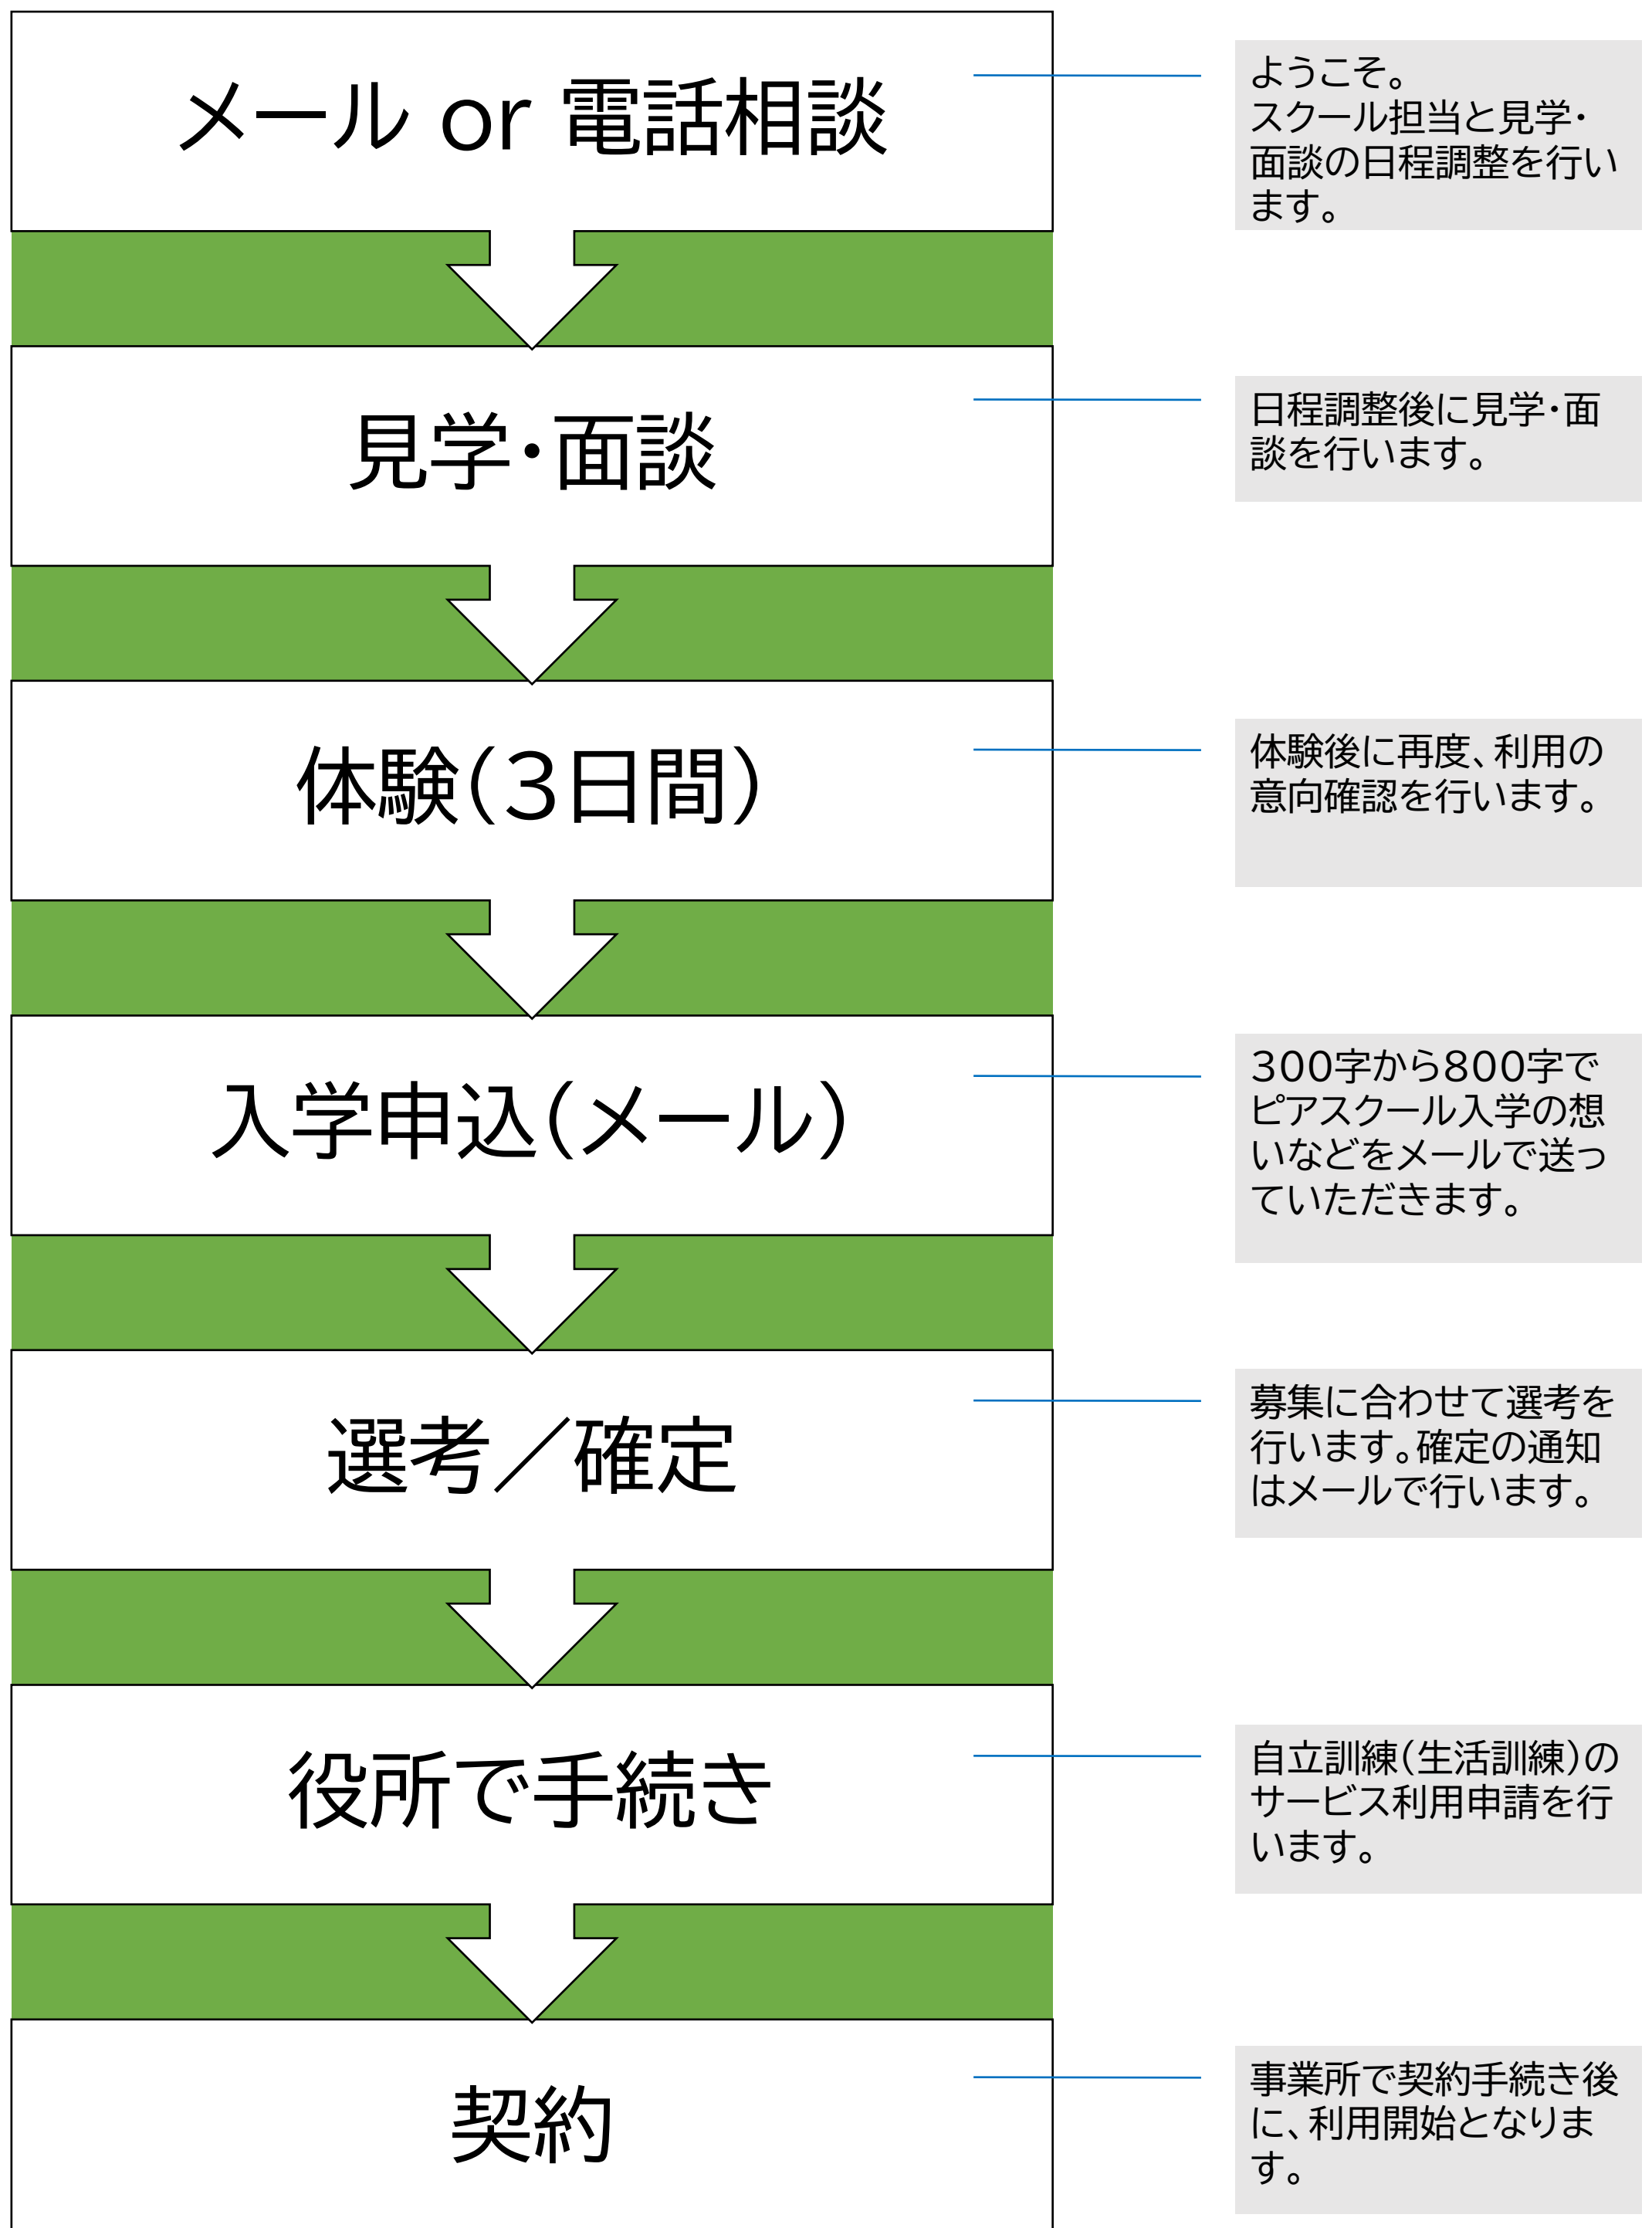 メール or 電話相談
ようこそ。
スクール担当と見学・
面談の日程調整を行い
ます。
見学・面談
日程調整後に見学・面
談を行います。
体験（３日間）
体験後に再度、利用の
意向確認を行います。
入学申込（メール）
３００字から８００字で
ピアスクール入学の想
いなどをメールで送っ
ていただきます。
選考／確定
募集に合わせて選考を
行います。確定の通知
はメールで行います。
役所で手続き
自立訓練（生活訓練）の
サービス利用申請を行
います。
契約
事業所で契約手続き後
に、利用開始となりま
す。